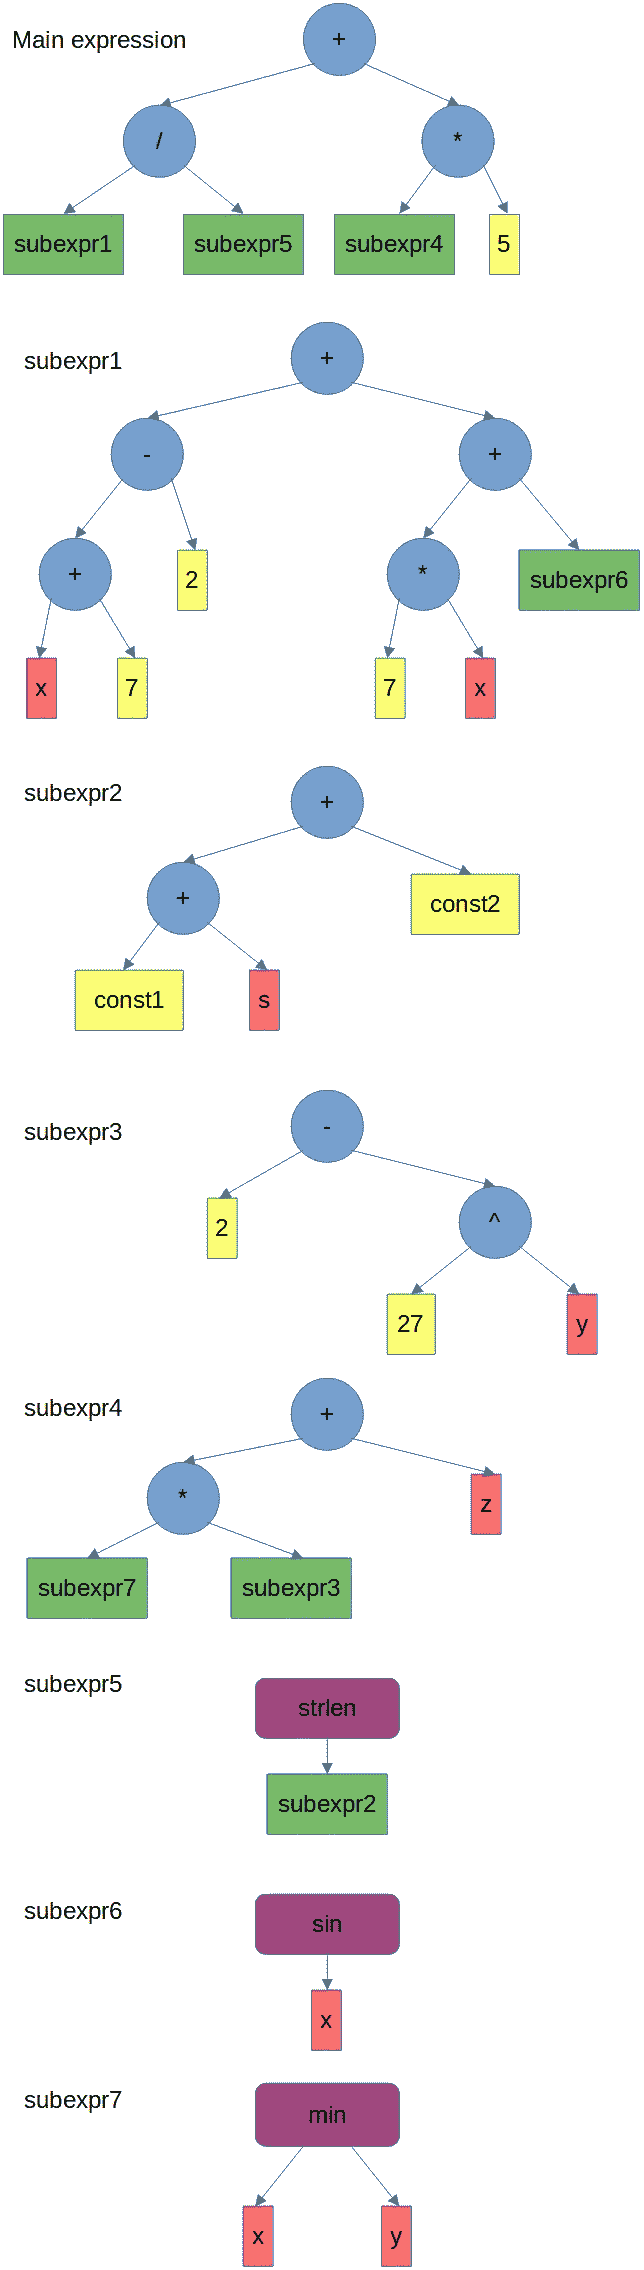 Main expression
+
/
*
subexpr1
subexpr5
subexpr4
5
subexpr1
+
-
+
+
2
*
subexpr6
x
7
7
x
subexpr2
+
+
const2
const1
s
subexpr3
-
2
^
27
y
subexpr4
+
*
z
subexpr7
subexpr3
subexpr5
strlen
subexpr2
subexpr6
sin
x
subexpr7
min
x
y